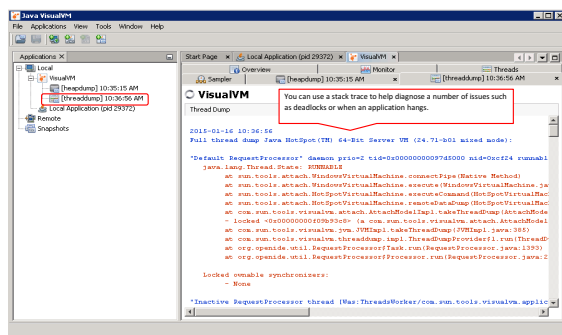 Java VisualVM
File Applications View Tools Window Help
Applications
Local
VisualVM
[heapdump] 10:35:15 AM
[threaddump] 10:36:56 AM
Local Application (pid 29372)
Remote
Snapshots
Start Page Local Application (pid 29372) VisualVM
Overview Monitor Threads
Sampler [heapdump] 10:35:15 AM [threaddump] 10:36:56 AM
VisualVM
Thread Dump
You can use a stack trace to help diagnose a number of issues such
as deadlocks or when an application hangs.
2015-01-16 10:36:56
Full thread dump Java HotSpot(TM) 64-Bit Server VM (24.71-b01 mixed mode):
"Default RequestProcessor" daemon prio=2 tid=0x00000000097d5000 nid=0xcf24 runnabl
java.lang.Thread.State: RUNNABLE
at sun.tools.attach.WindowsVirtualMachine.connectPipe(Native Method)
at sun.tools.attach.WindowsVirtualMachine.execute(WindowsVirtualMachine.ja
at sun.tools.attach.HotSpotVirtualMachine.executeCommand(HotSpotVirtualMac
at sun.tools.attach.HotSpotVirtualMachine.remoteDataDump(HotSpotVirtualMac
at com.sun.tools.visualvm.attach.AttachModelImpl.takeThreadDump(AttachMode
- locked <0x00000000f09b93c8> (a com.sun.tools.visualvm.attach.AttachModel
at com.sun.tools.visualvm.jvm.JVMImpl.takeThreadDump(JVMImpl.java:305)
at com.sun.tools.visualvm.threaddump.impl.ThreadDumpProvider$1.run(ThreadD
at org.openide.util.RequestProcessor$Task.run(RequestProcessor.java:1393)
at org.openide.util.RequestProcessor$Processor.run(RequestProcessor.java:2
Locked ownable synchronizers:
- None
"Inactive RequestProcessor thread [Was:ThreadsWorker/com.sun.tools.visualvm.applic